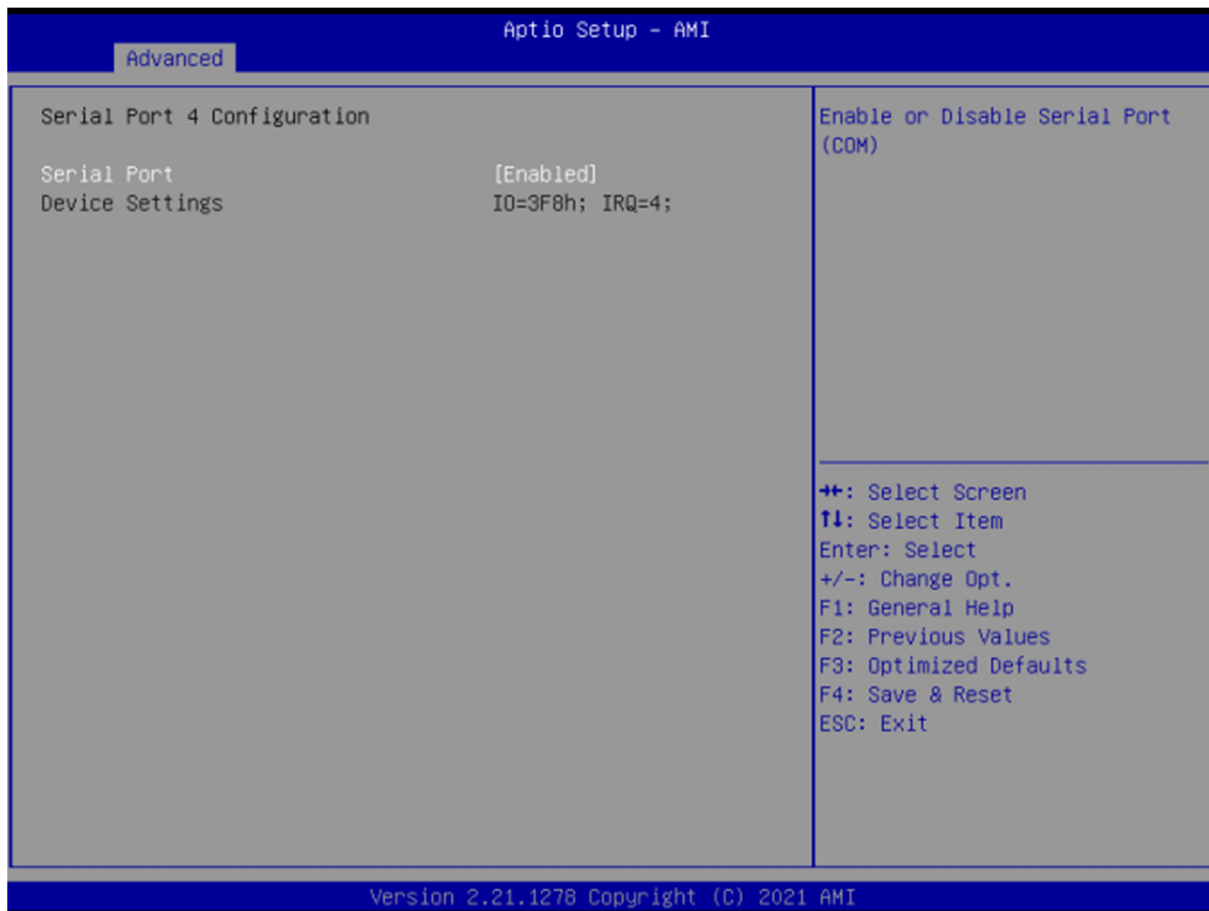 Aptio Setup – AMI
Advanced
Serial Port 4 Configuration
Serial Port [Enabled]
Device Settings IO=3F8h; IRQ=4;
Enable or Disable Serial Port
(COM)
→←: Select Screen
↑↓: Select Item
Enter: Select
+/-: Change Opt.
F1: General Help
F2: Previous Values
F3: Optimized Defaults
F4: Save & Reset
ESC: Exit
Version 2.21.1278 Copyright (C) 2021 AMI